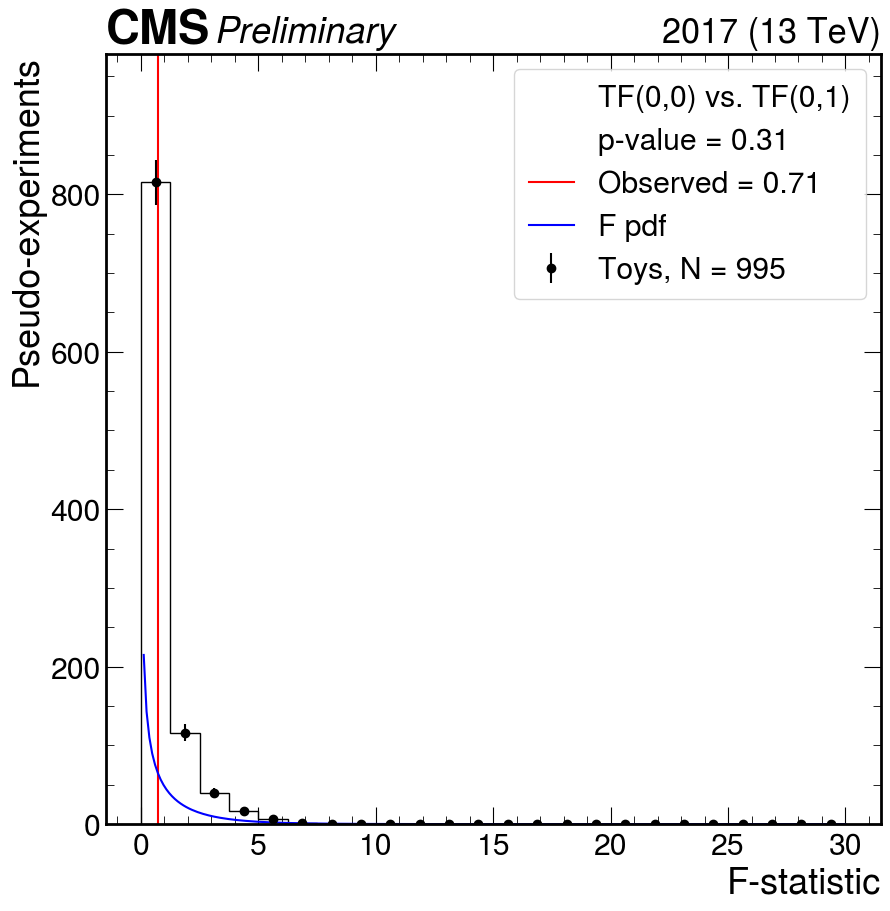 CMS Preliminary 2017 (13 TeV)
TF(0,0) vs. TF(0,1)
p-value = 0.31
Observed = 0.71
F pdf
Toys, N = 995
Pseudo-experiments
800
600
400
200
0
0 5 10 15 20 25 30
F-statistic